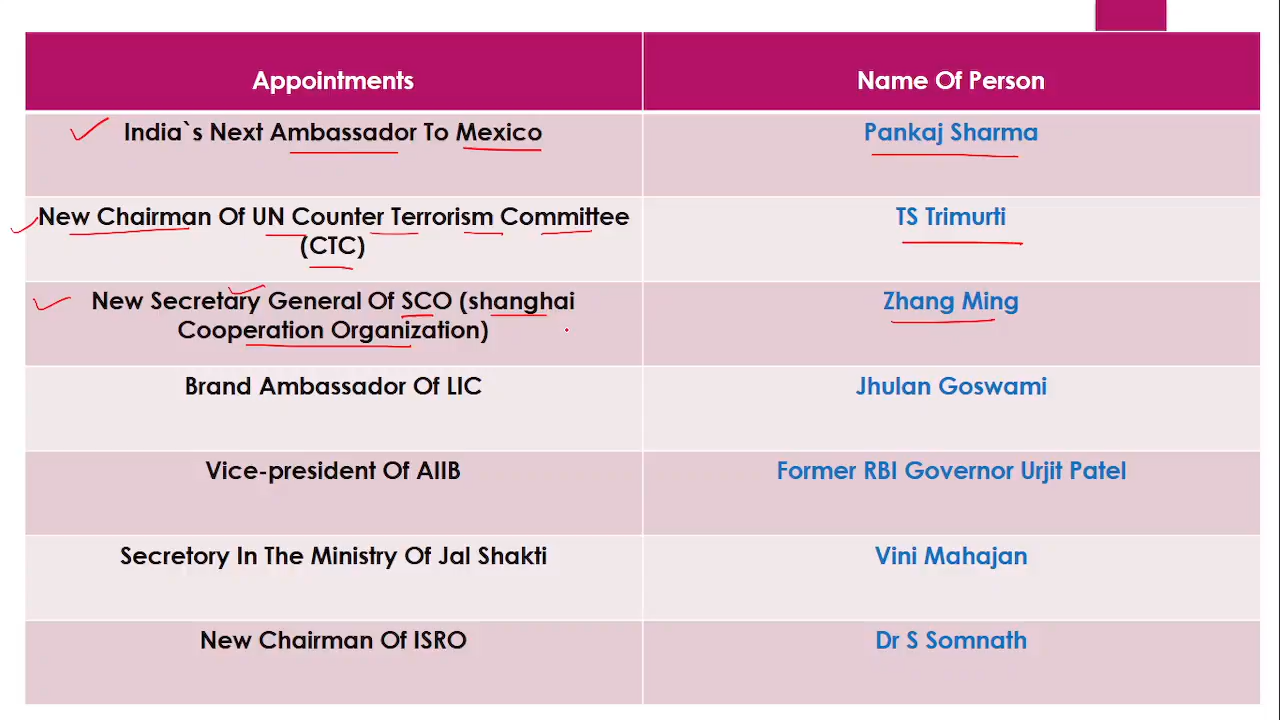 Appointments
Name Of Person
India`s Next Ambassador To Mexico
Pankaj Sharma
New Chairman Of UN Counter Terrorism Committee
(CTC)
TS Trimurti
New Secretary General Of SCO (shanghai
Cooperation Organization)
Zhang Ming
Brand Ambassador Of LIC
Jhulan Goswami
Vice-president Of AIIB
Former RBI Governor Urjit Patel
Secretory In The Ministry Of Jal Shakti
Vini Mahajan
New Chairman Of ISRO
Dr S Somnath